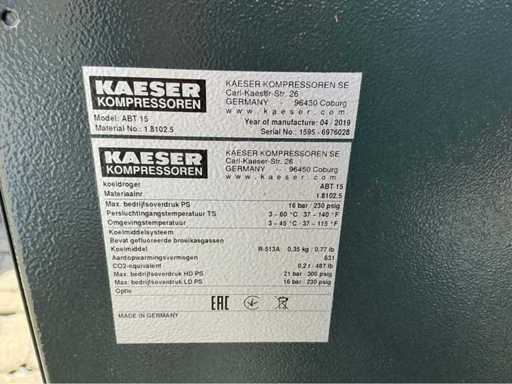 KAESER
KOMPRESSOREN
KAESER KOMPRESSOREN SE
Carl-Kaeser-Str. 26
GERMANY - 96450 Coburg
www.kaeser.com
Model: ABT 15
Year of manufacture: 04 / 2019
Material No.: 1.8102.5
Serial No.: 1595 - 6976028
KAESER
KOMPRESSOREN
KAESER KOMPRESSOREN SE
Carl-Kaeser-Str. 26
GERMANY - 96450 Coburg
www.kaeser.com
koeldroger ABT 15
Materiaalnr. 1.8102.5
Max. bedrijfsoverdruk PS 16 bar / 230 psig
Persluchtingangstemperatuur TS 3 – 60 °C 37 – 140 °F
Omgevingstemperatuur 3 – 45 °C 37 – 115 °F
Koelmiddelsysteem
Bevat gefluoreerde broeikasgassen
Koelmiddel R-513A 0,35 kg / 0,77 lb
Aardopwarmingsvermogen 631
CO2-equivalent 0,2 t - 487 lb
Max. bedrijfsoverdruk HD PS 21 bar - 300 psig
Max. bedrijfsoverdruk LD PS 16 bar - 230 psig
Optie
EAC
MADE IN GERMANY